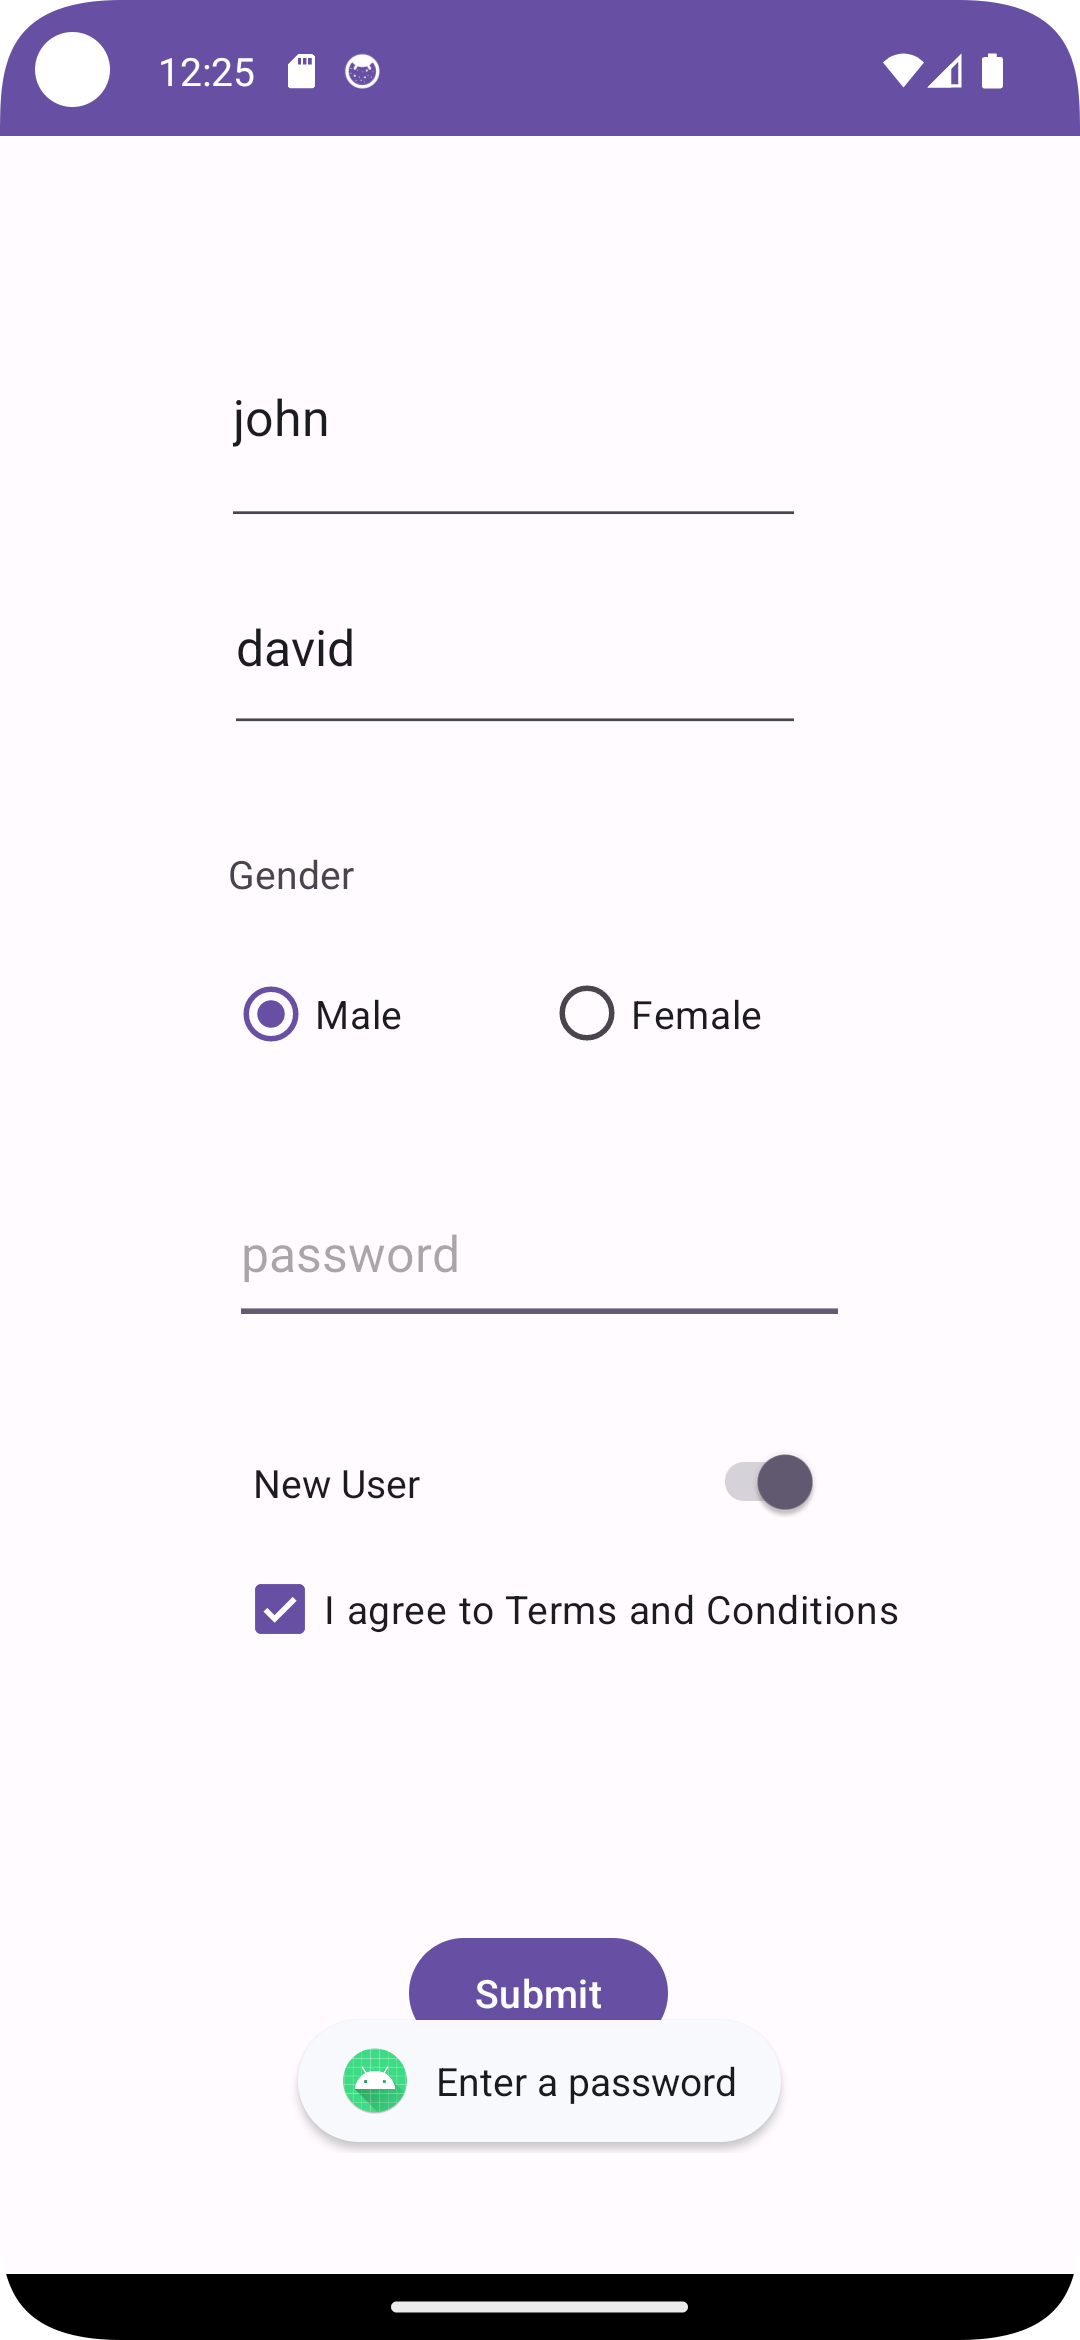 12:25
john
david
Gender
Male Female
password
New User
I agree to Terms and Conditions
Submit
Enter a password